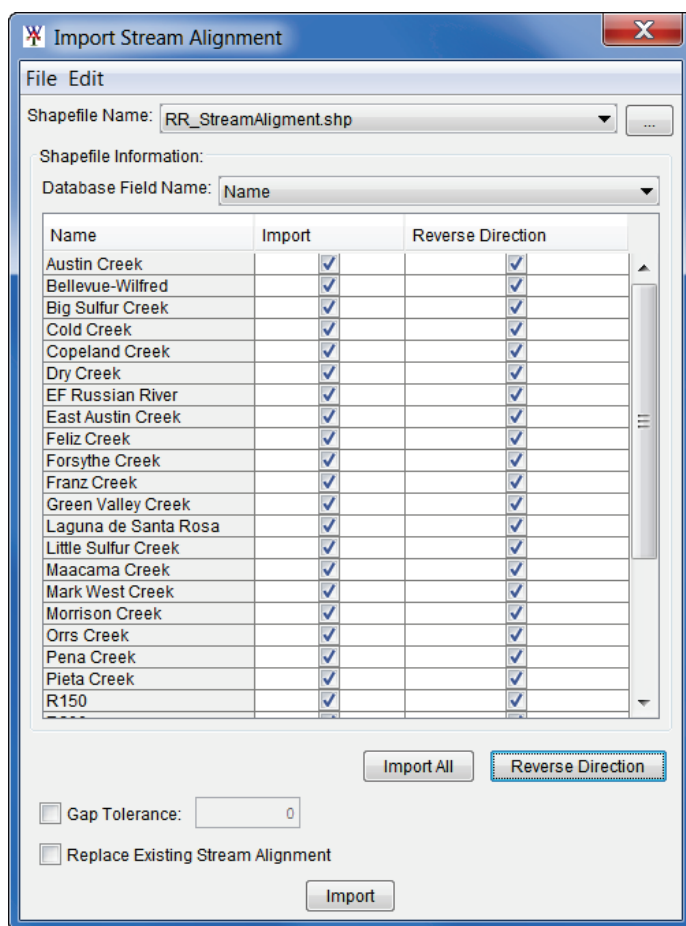 Import Stream Alignment
X
File Edit
Shapefile Name: RR_StreamAligment.shp ...
Shapefile Information:
Database Field Name: Name
Name Import Reverse Direction
Austin Creek
Bellevue-Wilfred
Big Sulfur Creek
Cold Creek
Copeland Creek
Dry Creek
EF Russian River
East Austin Creek
Feliz Creek
Forsythe Creek
Franz Creek
Green Valley Creek
Laguna de Santa Rosa
Little Sulfur Creek
Maacama Creek
Mark West Creek
Morrison Creek
Orrs Creek
Pena Creek
Pieta Creek
R150
Import All Reverse Direction
Gap Tolerance: 0
Replace Existing Stream Alignment
Import